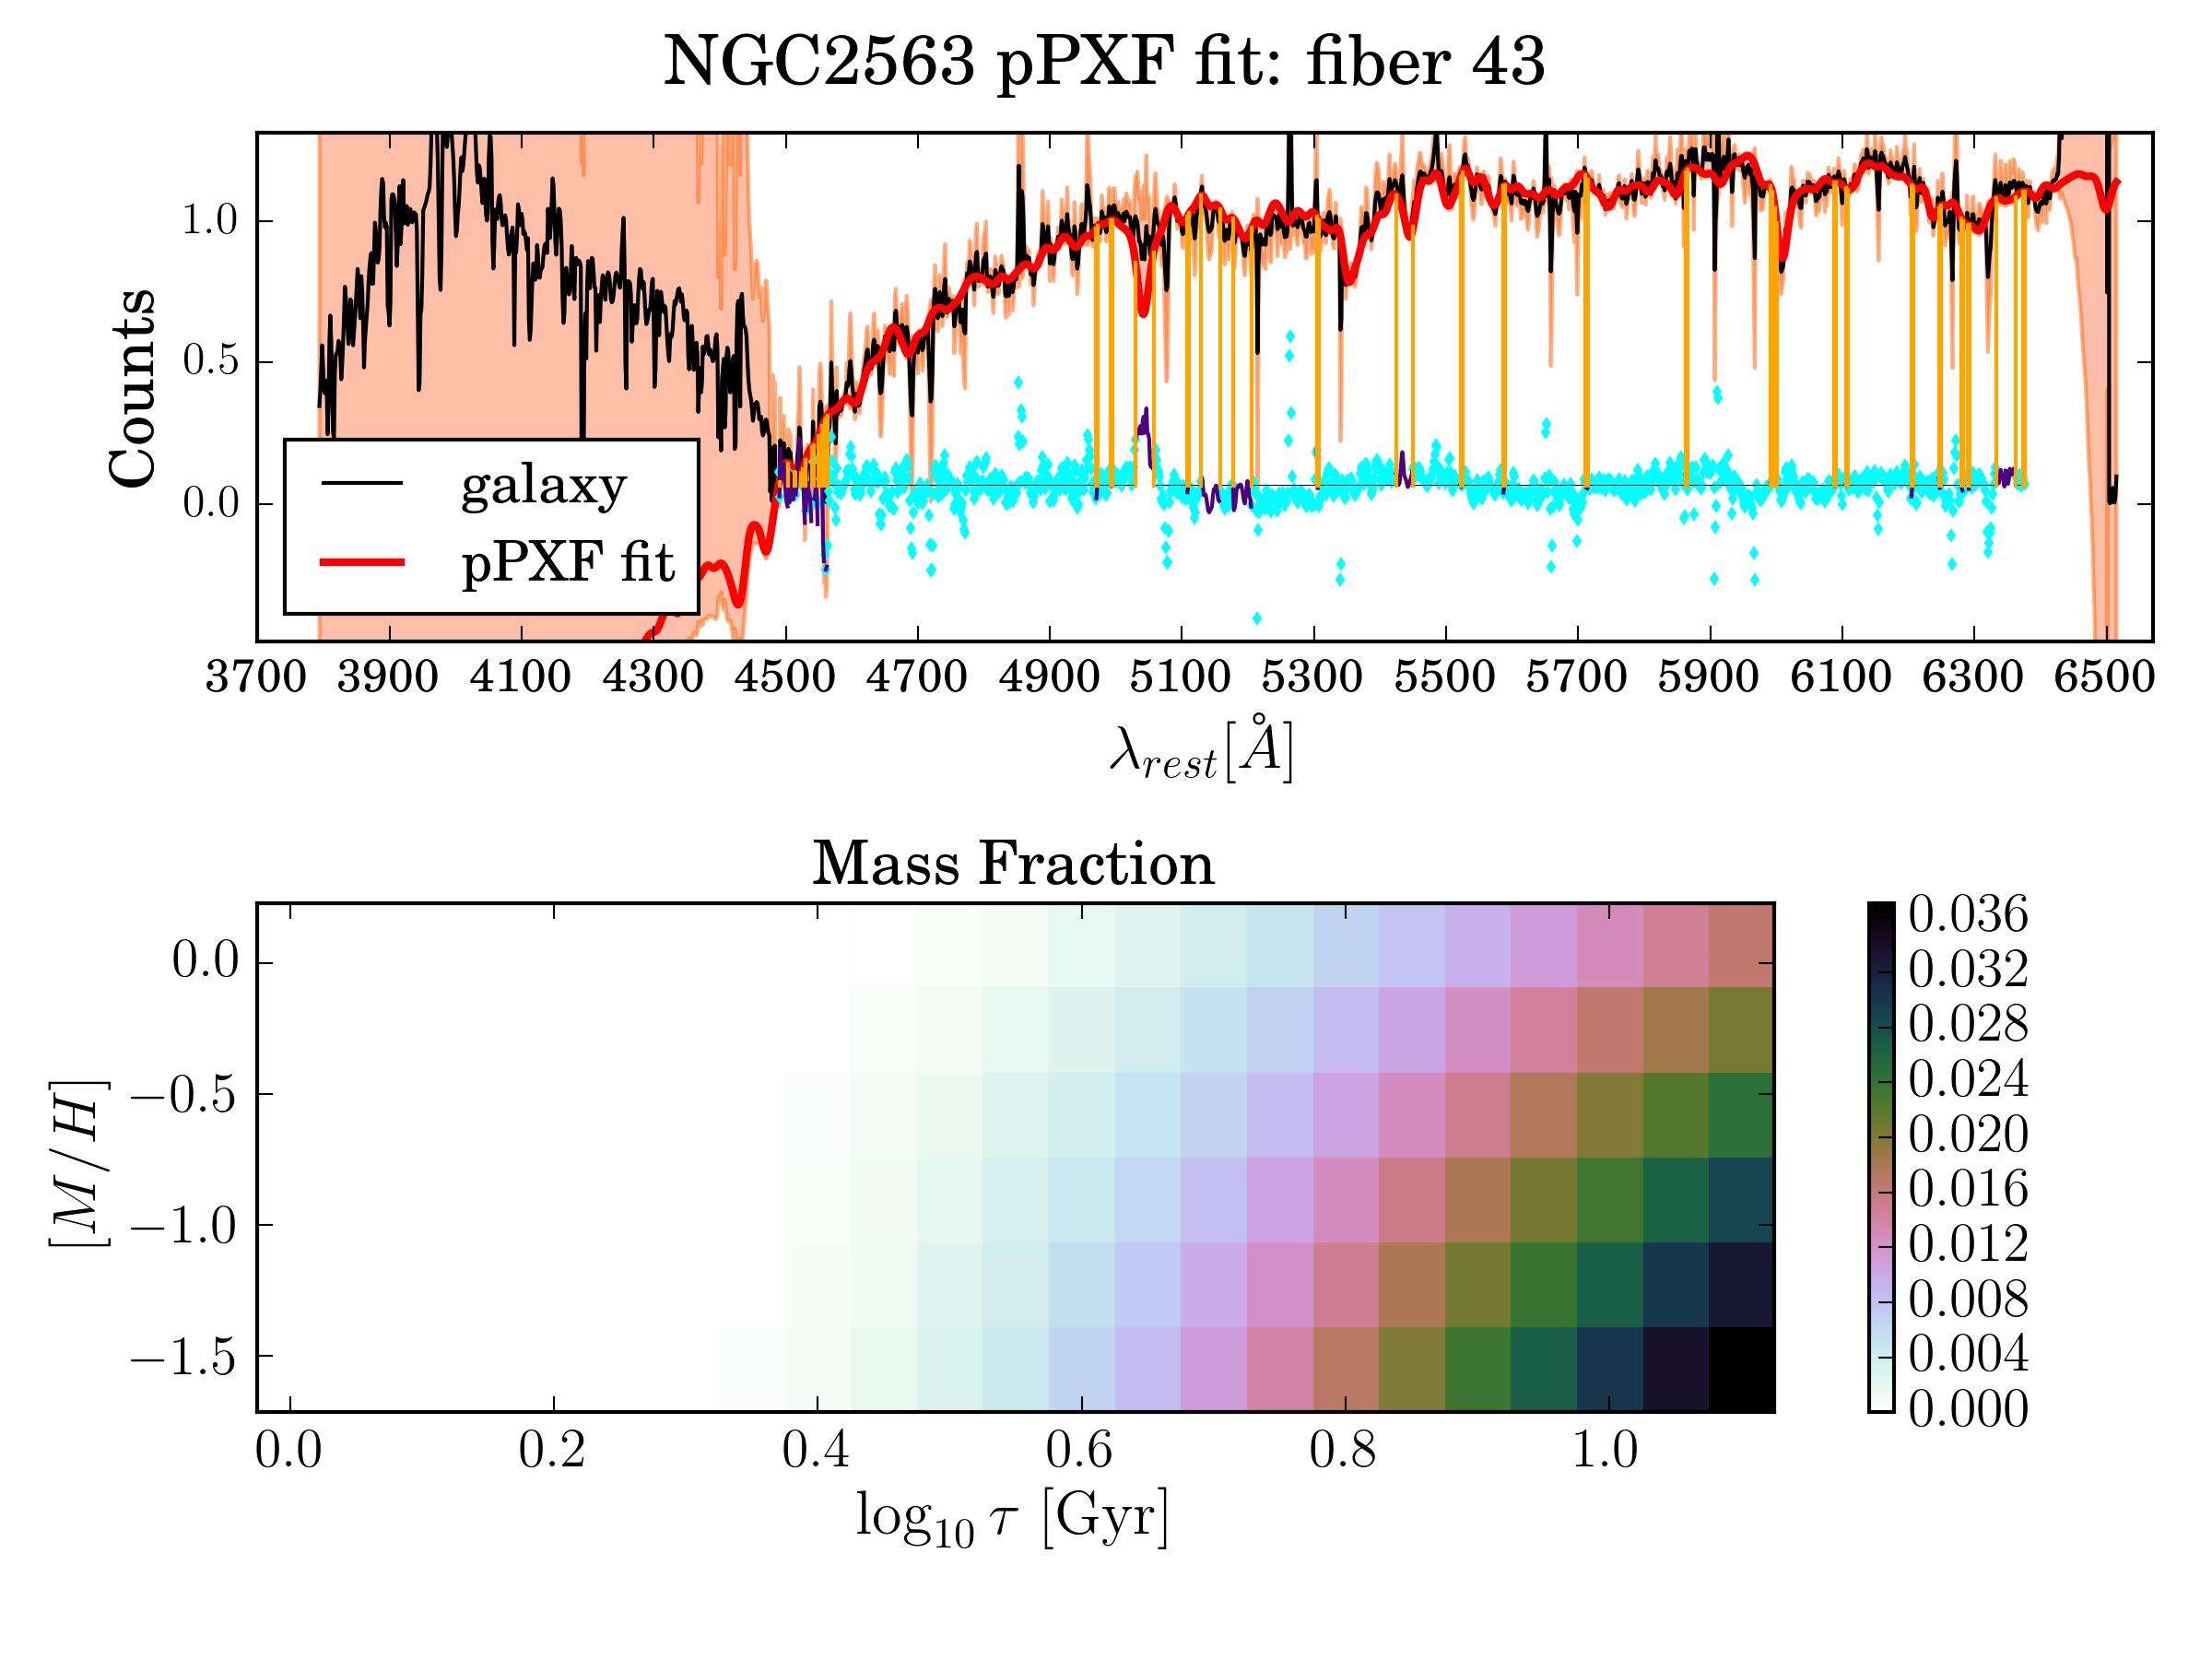 NGC2563 pPXF fit: fiber 43
Counts
1.0
0.5
0.0
galaxy
pPXF fit
3700 3900 4100 4300 4500 4700 4900 5100 5300 5500 5700 5900 6100 6300 6500
λ_rest[Å]
Mass Fraction
[M/H]
0.0
−0.5
−1.0
−1.5
0.0 0.2 0.4 0.6 0.8 1.0
log₁₀ τ [Gyr]
0.036
0.032
0.028
0.024
0.020
0.016
0.012
0.008
0.004
0.000